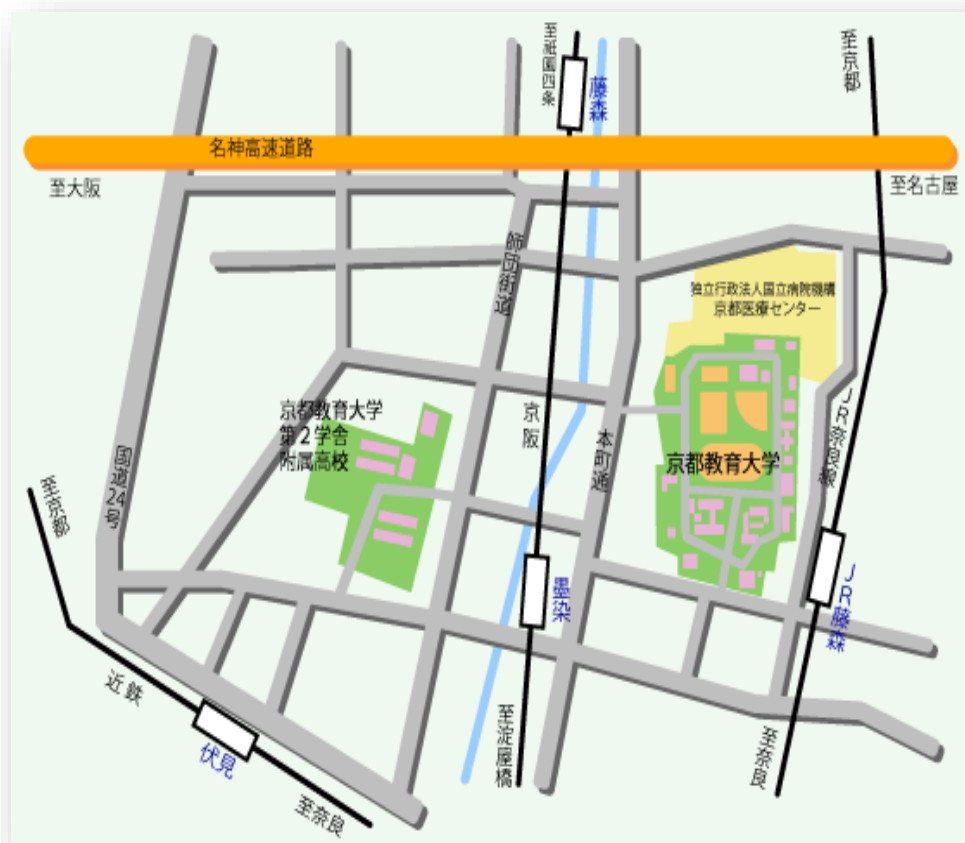 至祇園四条
藤森
至京都
名神高速道路
至大阪
至名古屋
師団街道
独立行政法人国立病院機構
京都医療センター
京都教育大学
第2学舎
附属高校
京阪
本町通
京都教育大学
JR奈良線
国道24号
至京都
墨染
JR藤森
近鉄
伏見
至奈良
至淀屋橋
至奈良